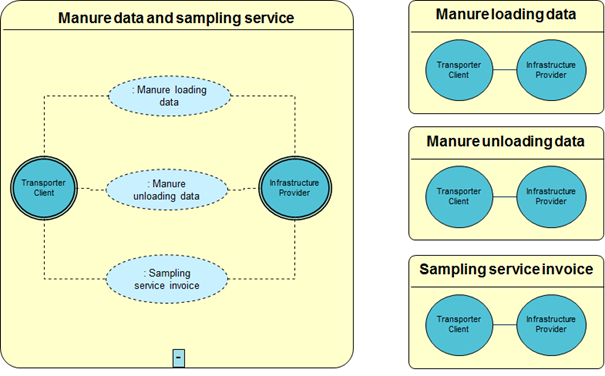 Manure data and sampling service
: Manure loading
data
Transporter
Client
: Manure
unloading data
Infrastructure
Provider
: Sampling
service invoice
-
Manure loading data
Transporter
Client
Infrastructure
Provider
Manure unloading data
Transporter
Client
Infrastructure
Provider
Sampling service invoice
Transporter
Client
Infrastructure
Provider